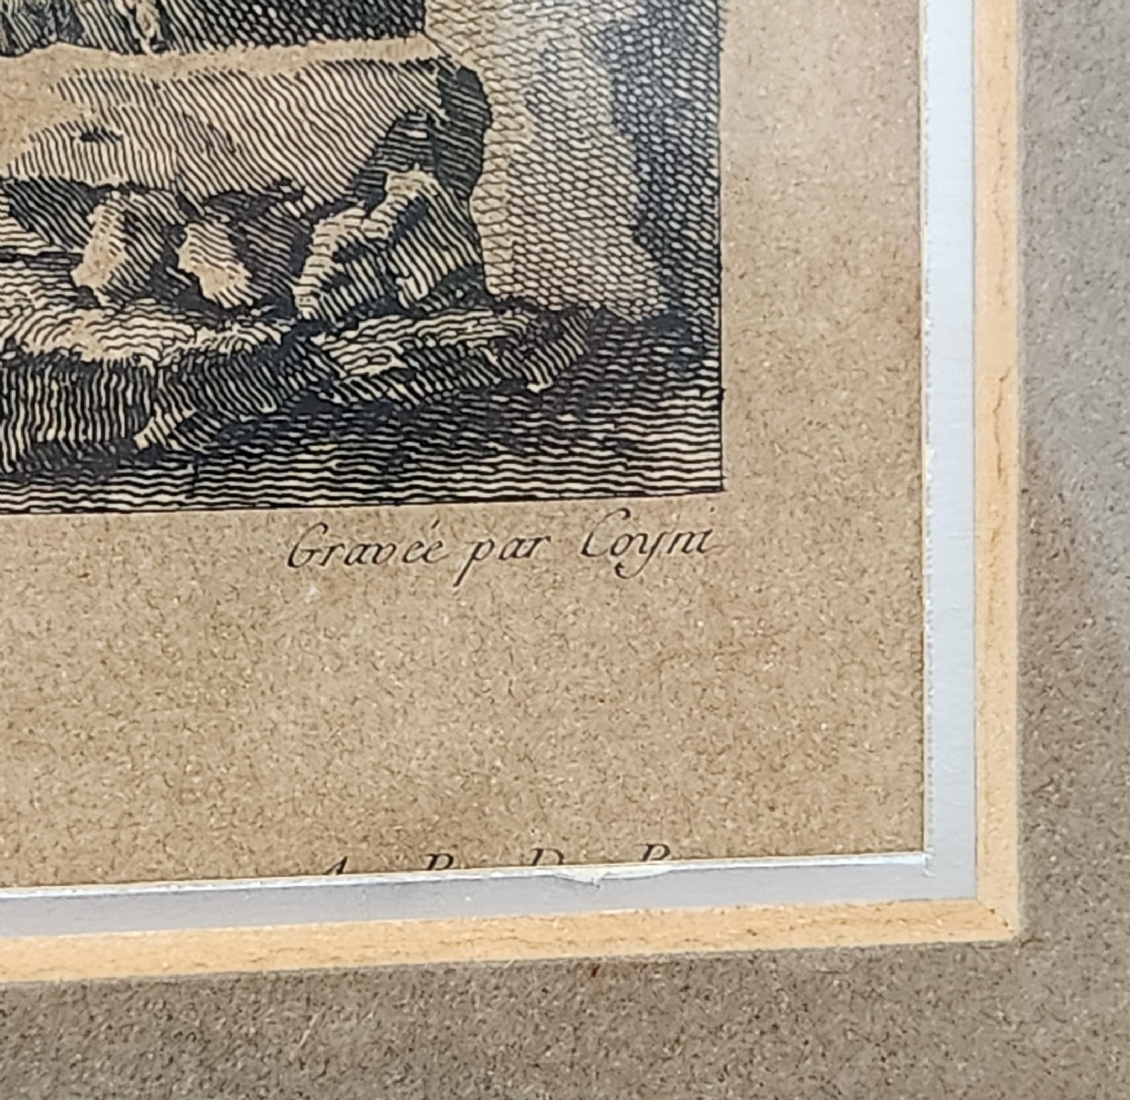 Gravée par Coyni
A. P. D. R.